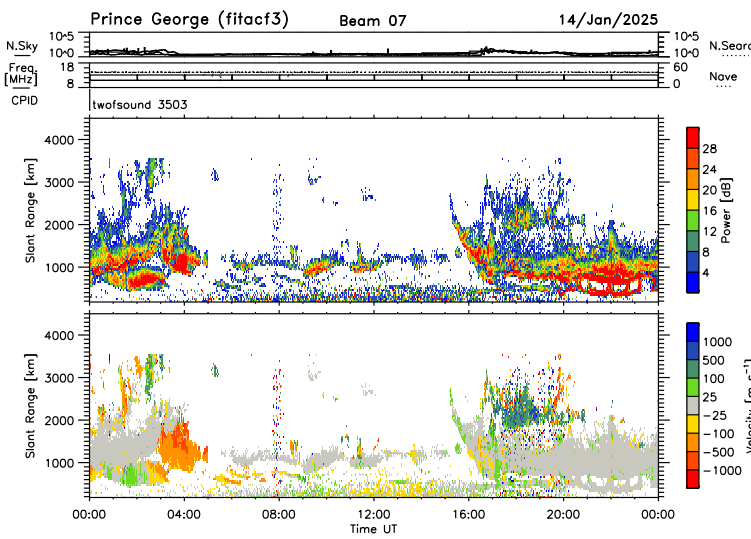 Prince George (fitacf3) Beam 07 14/Jan/2025
N.Sky 10^5 10^0 10^5 10^0 N.Searc
Freq. [MHz] 18 8 60 0 Nave
CPID twofsound 3503
Slant Range [km] 4000 3000 2000 1000
Power [dB] 28 24 20 16 12 8 4
Slant Range [km] 4000 3000 2000 1000
Velocity [m s^-1] 1000 500 100 25 -25 -100 -500 -1000
00:00 04:00 08:00 12:00 16:00 20:00 00:00
Time UT